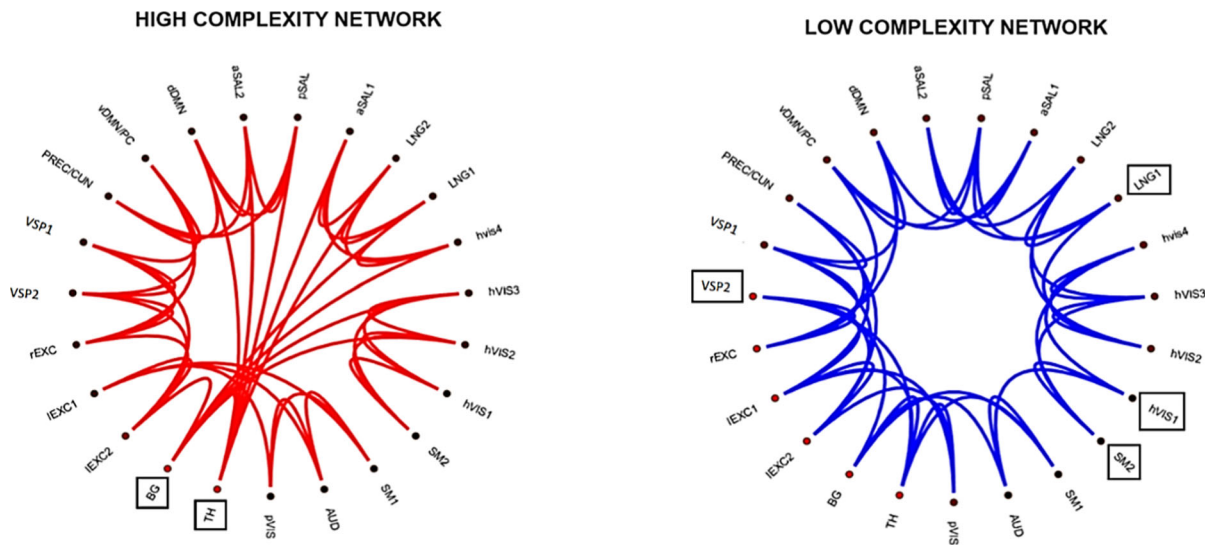 HIGH COMPLEXITY NETWORK
aSAL2
pSAL
dDMN
aSAL1
vDMN/PC
LNG2
PREC/CUN
LNG1
VSP1
hvis4
VSP2
hVIS3
rEXC
hVIS2
lEXC1
hVIS1
lEXC2
SM2
BG
SM1
TH
AUD
pVIS
LOW COMPLEXITY NETWORK
aSAL2
pSAL
dDMN
aSAL1
vDMN/PC
LNG2
PREC/CUN
LNG1
VSP1
hvis4
VSP2
hVIS3
rEXC
hVIS2
lEXC1
hVIS1
lEXC2
SM2
BG
SM1
TH
AUD
pVIS